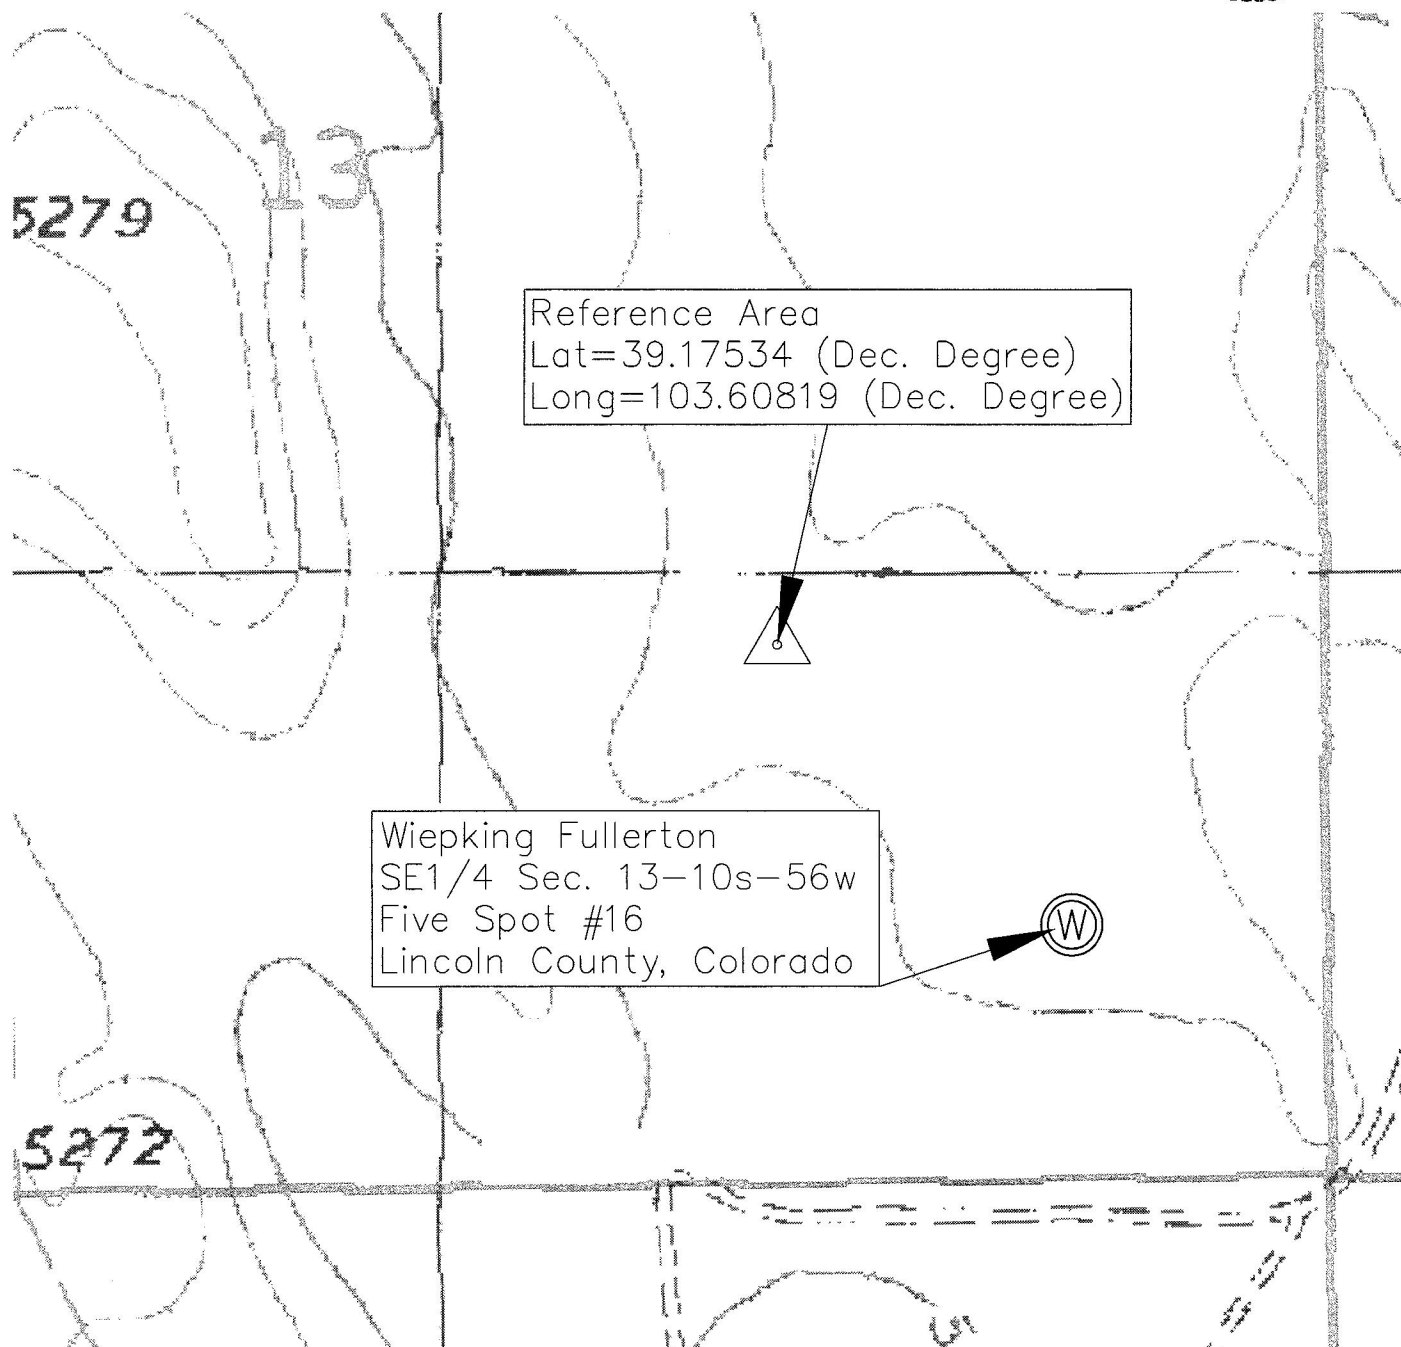 13
5279
Reference Area
Lat=39.17534 (Dec. Degree)
Long=103.60819 (Dec. Degree)
Wiepking Fullerton
SE1/4 Sec. 13-10s-56w
Five Spot #16
Lincoln County, Colorado
W
5272